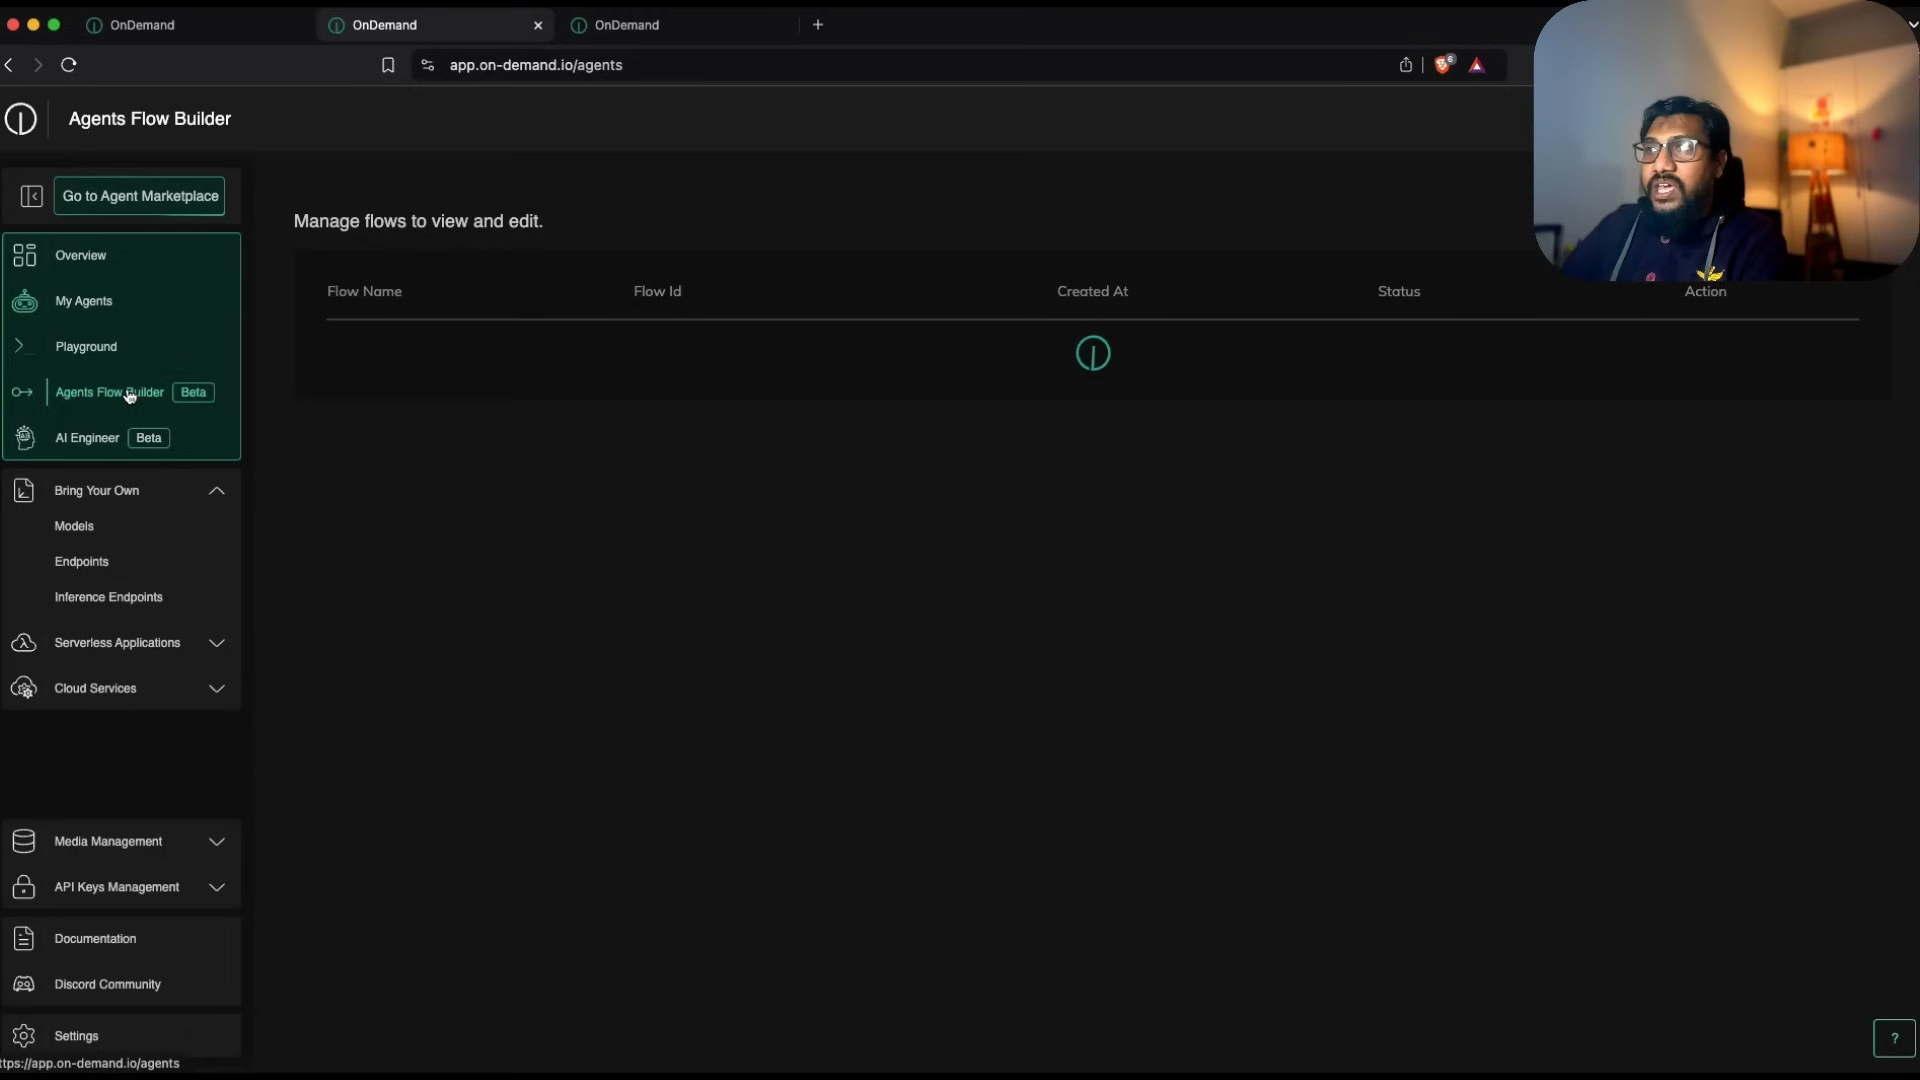 OnDemand
OnDemand
OnDemand
app.on-demand.io/agents
6
Agents Flow Builder
Go to Agent Marketplace
Overview
My Agents
Playground
Agents Flow Builder Beta
AI Engineer Beta
Bring Your Own
Models
Endpoints
Inference Endpoints
Serverless Applications
Cloud Services
Media Management
API Keys Management
Documentation
Discord Community
Settings
ttps://app.on-demand.io/agents
Manage flows to view and edit.
Flow Name Flow Id Created At Status Action
?